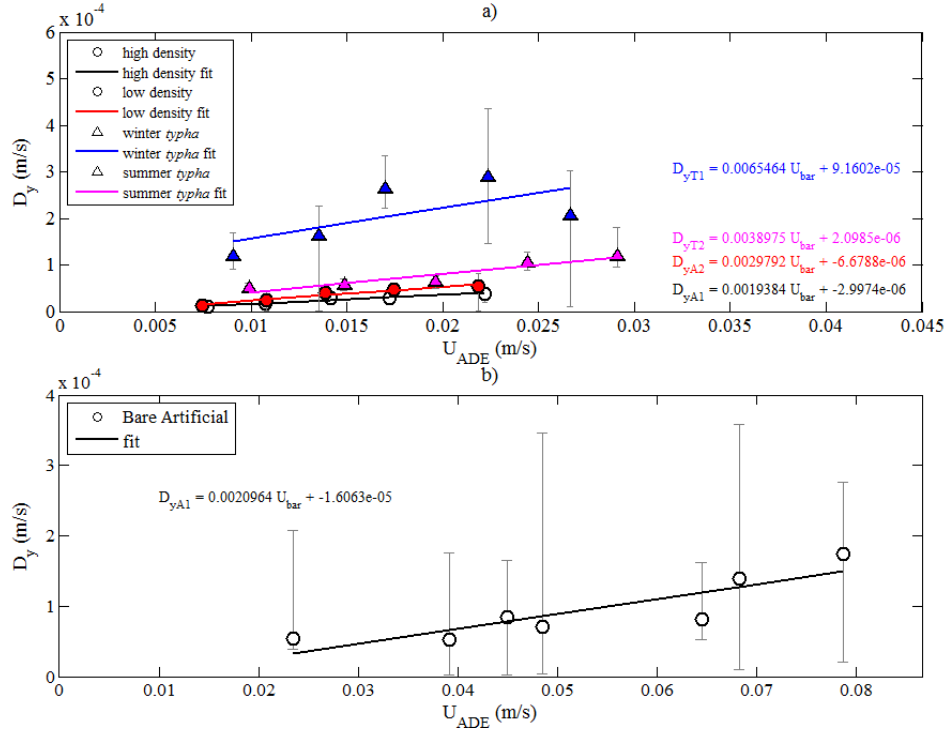 a)
x 10⁻⁴
6
5
4
3
2
1
0
D_y (m/s)
high density
high density fit
low density
low density fit
winter typha
winter typha fit
summer typha
summer typha fit
D_yT1 = 0.0065464 U_bar + 9.1602e-05
D_yT2 = 0.0038975 U_bar + 2.0985e-06
D_yA2 = 0.0029792 U_bar + -6.6788e-06
D_yA1 = 0.0019384 U_bar + -2.9974e-06
0 0.005 0.01 0.015 0.02 0.025 0.03 0.035 0.04 0.045
U_ADE (m/s)
b)
x 10⁻⁴
4
3
2
1
0
D_y (m/s)
Bare Artificial
fit
D_yA1 = 0.0020964 U_bar + -1.6063e-05
0 0.02 0.03 0.04 0.05 0.06 0.07 0.08
U_ADE (m/s)